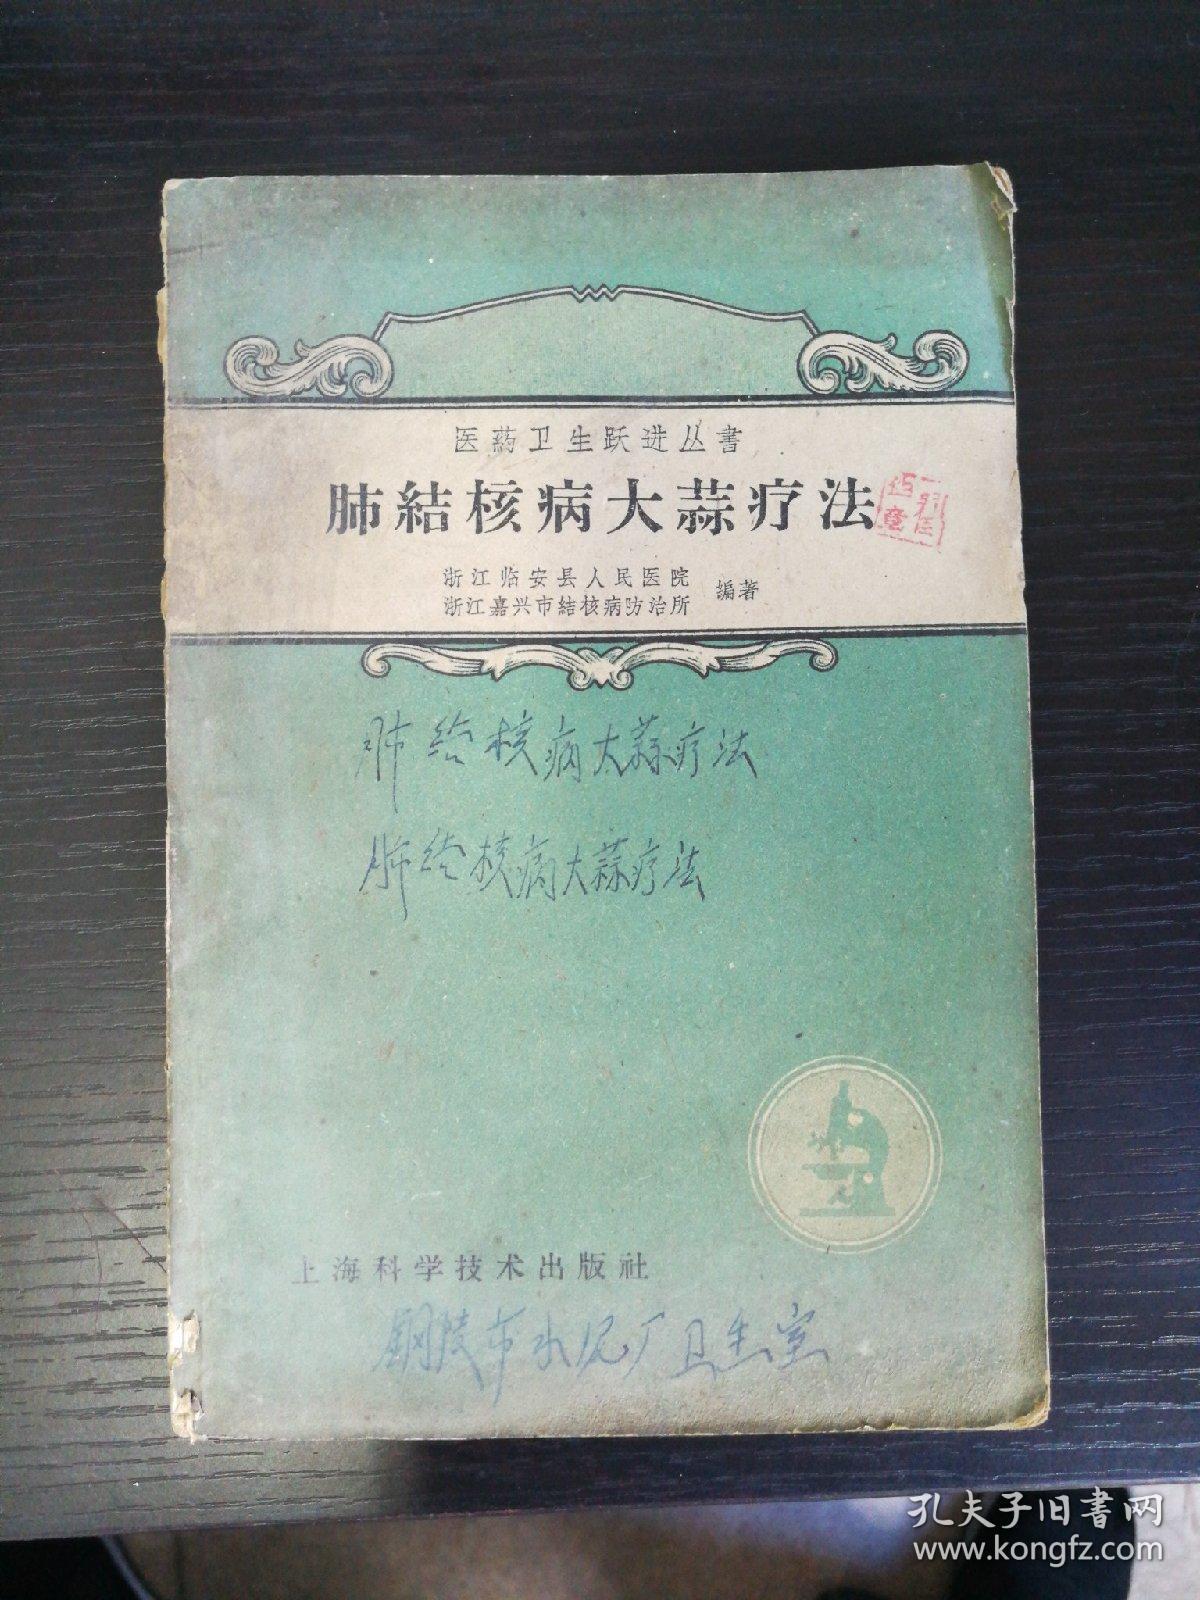 医葯卫生跃进丛書
肺結核病大蒜疗法
浙江临安县人民医院
浙江嘉兴市結核病防治所
編著
肺结核病大蒜疗法
肺结核病大蒜疗法
上海科学技术出版社
铜陵市水泥厂卫生室
孔夫子旧书网
www.kongfz.com